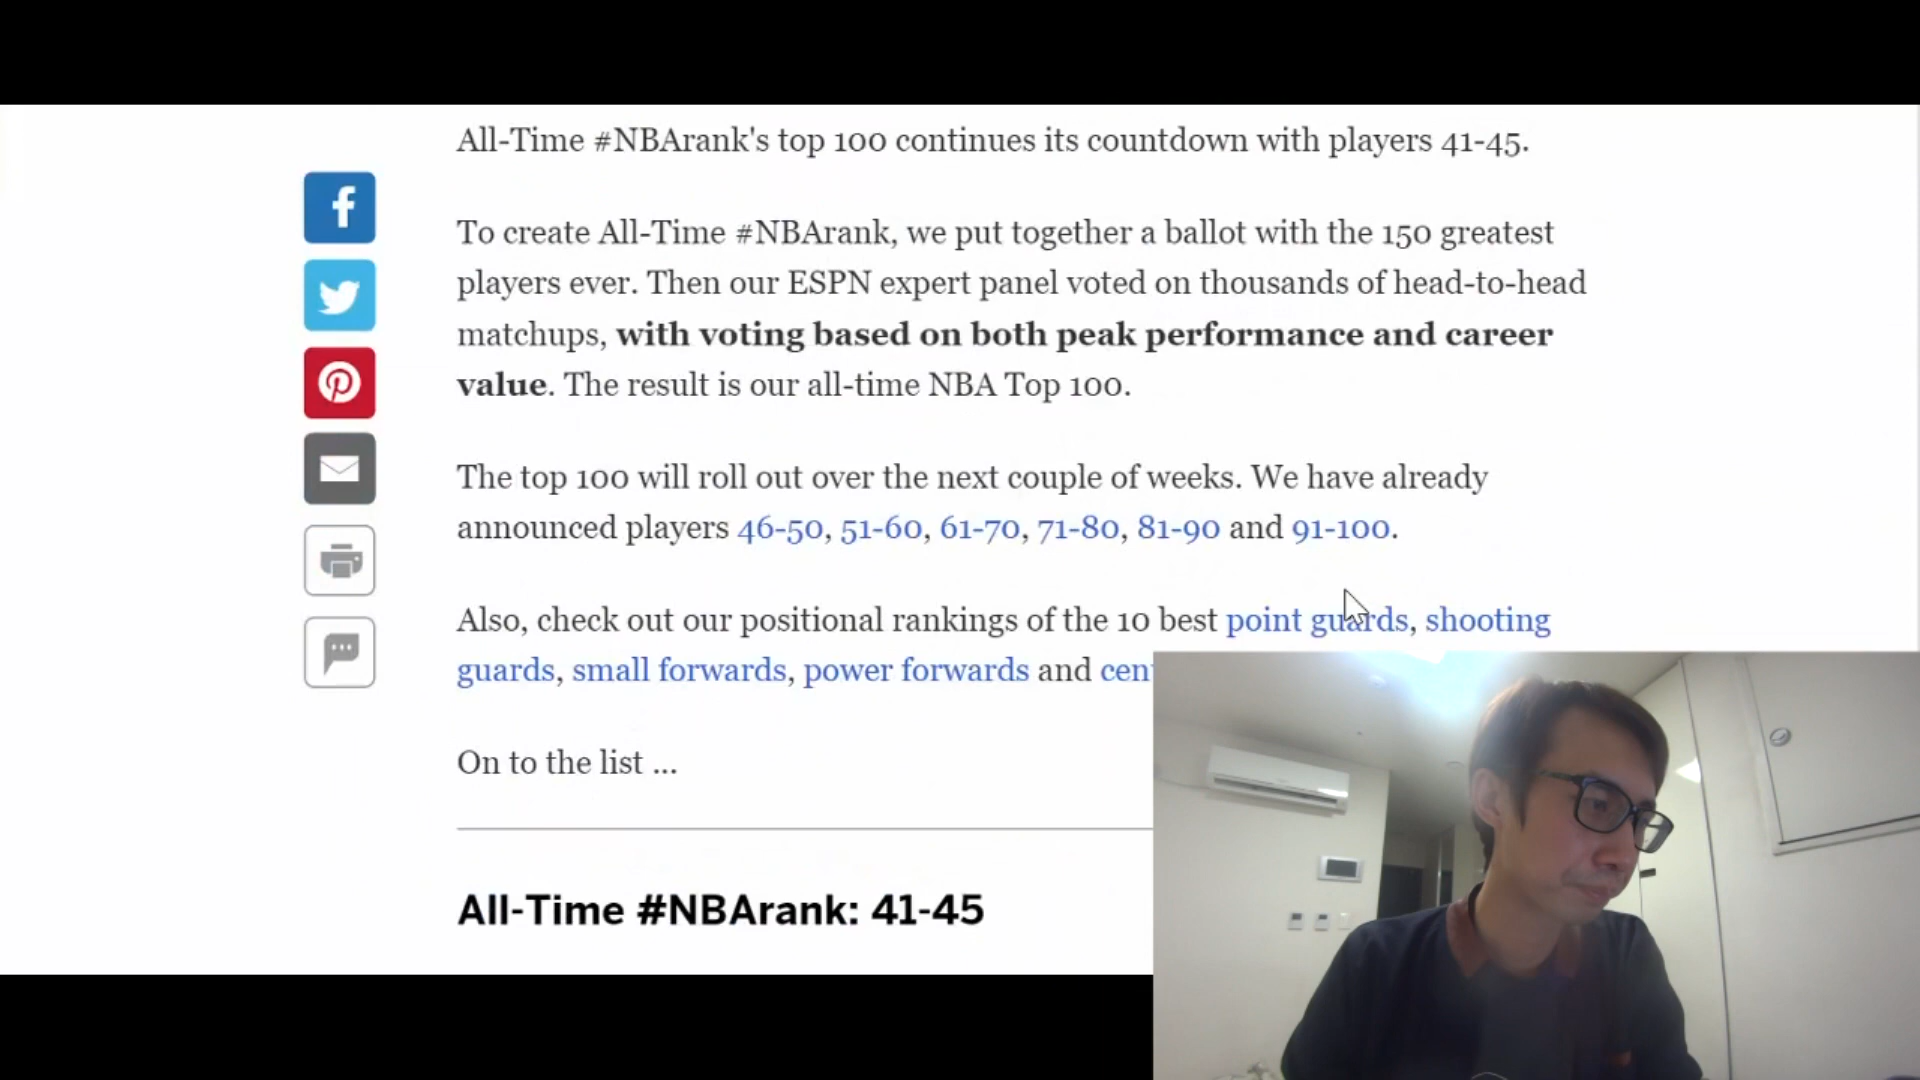 All-Time #NBArank's top 100 continues its countdown with players 41-45.
To create All-Time #NBArank, we put together a ballot with the 150 greatest
players ever. Then our ESPN expert panel voted on thousands of head-to-head
matchups, with voting based on both peak performance and career
value. The result is our all-time NBA Top 100.
The top 100 will roll out over the next couple of weeks. We have already
announced players 46-50, 51-60, 61-70, 71-80, 81-90 and 91-100.
Also, check out our positional rankings of the 10 best point guards, shooting
guards, small forwards, power forwards and cen
On to the list ...
All-Time #NBArank: 41-45